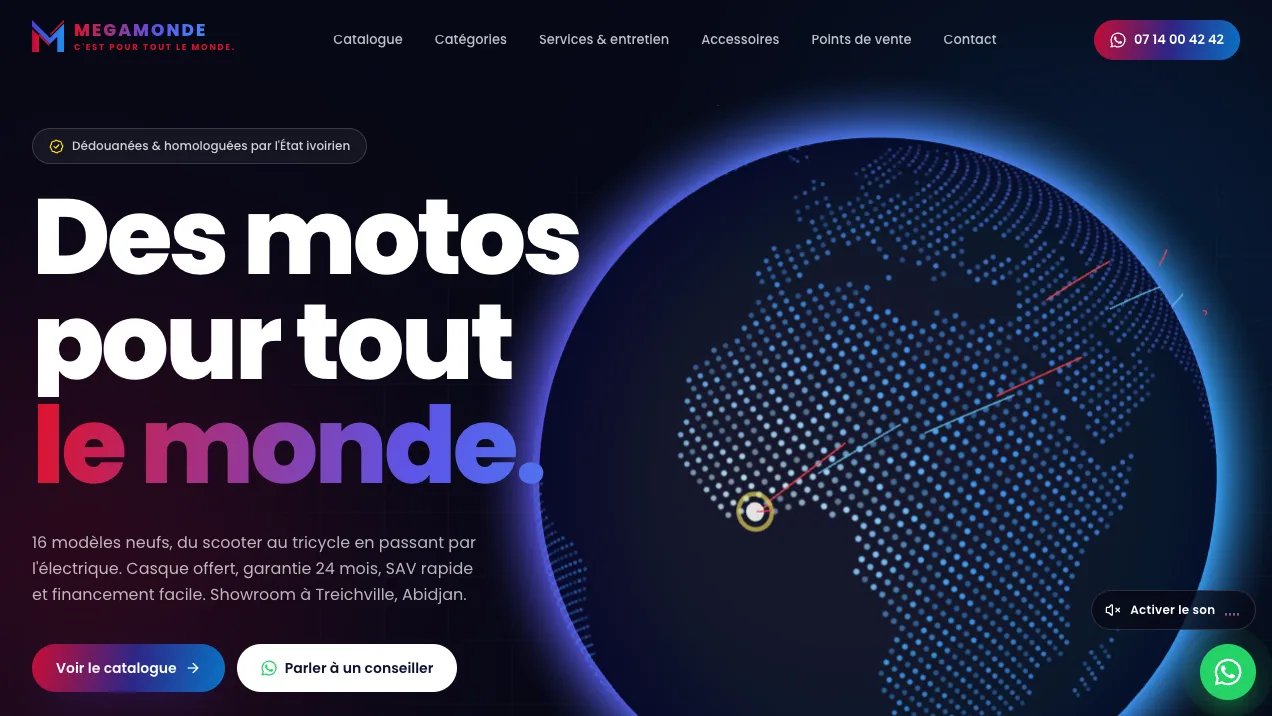 MEGAMONDE
C'EST POUR TOUT LE MONDE.
Catalogue
Catégories
Services & entretien
Accessoires
Points de vente
Contact
07 14 00 42 42
Dédouanées & homologuées par l'État ivoirien
Des motos
pour tout
le monde.
16 modèles neufs, du scooter au tricycle en passant par
l'électrique. Casque offert, garantie 24 mois, SAV rapide
et financement facile. Showroom à Treichville, Abidjan.
Activer le son
Voir le catalogue
Parler à un conseiller